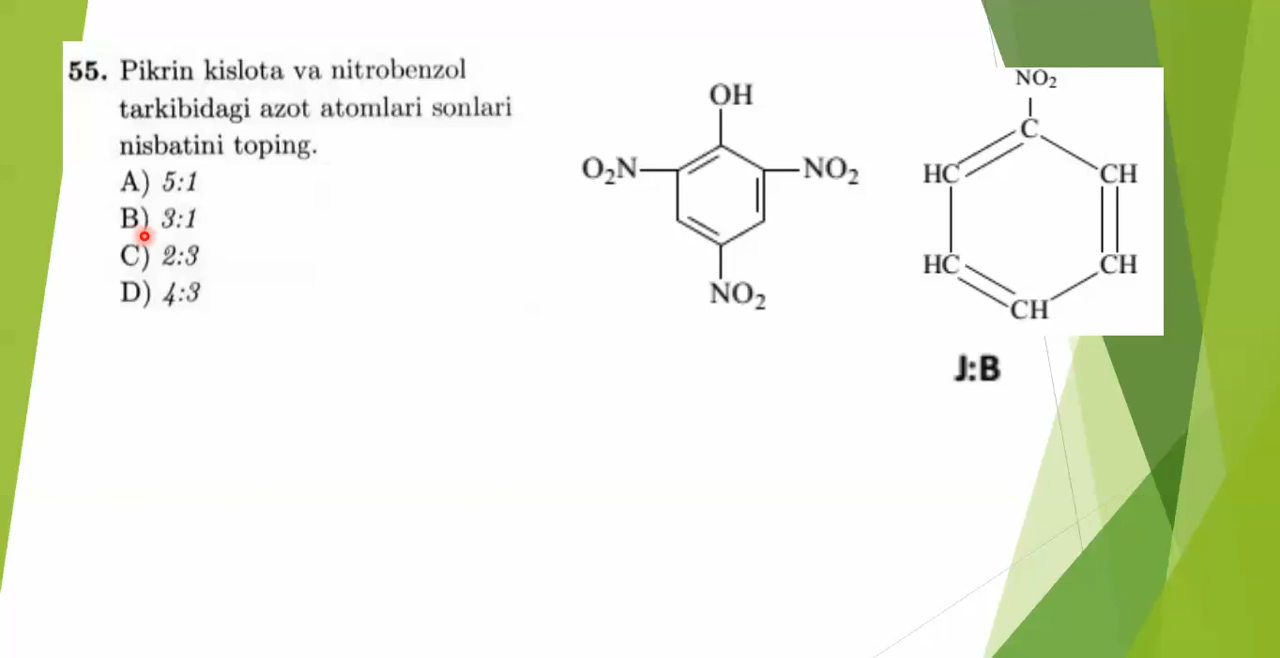 55. Pikrin kislota va nitrobenzol
tarkibidagi azot atomlari sonlari
nisbatini toping.
A) 5:1
B) 3:1
C) 2:3
D) 4:3
OH
O₂N
NO₂
NO₂
NO₂
C
HC
CH
HC
CH
CH
J:B